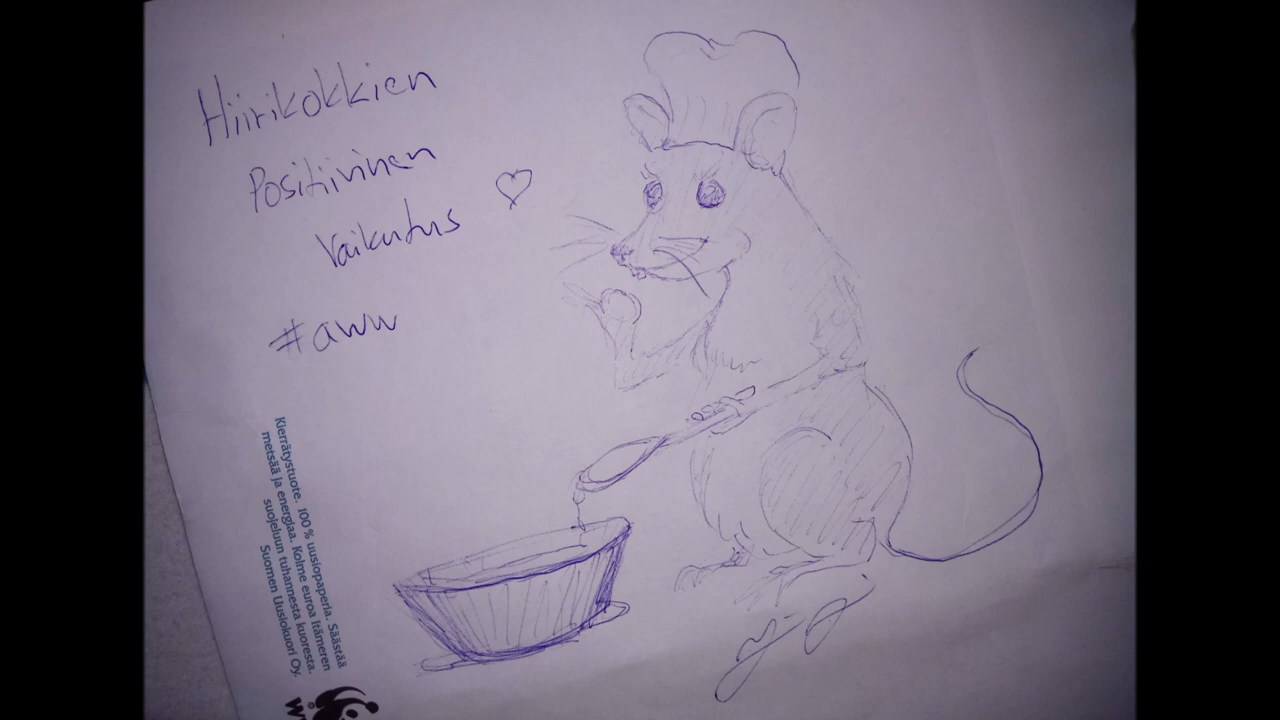 Hiirikokkien
Positiivinen
Vaikutus
#aww
Kierrätystuote. 100 % uusiopaperia. Säästää
metsää ja energiaa. Kolme euroa Itämeren
suojeluun tuhannesta kuoresta.
Suomen Uusiokuori Oy.